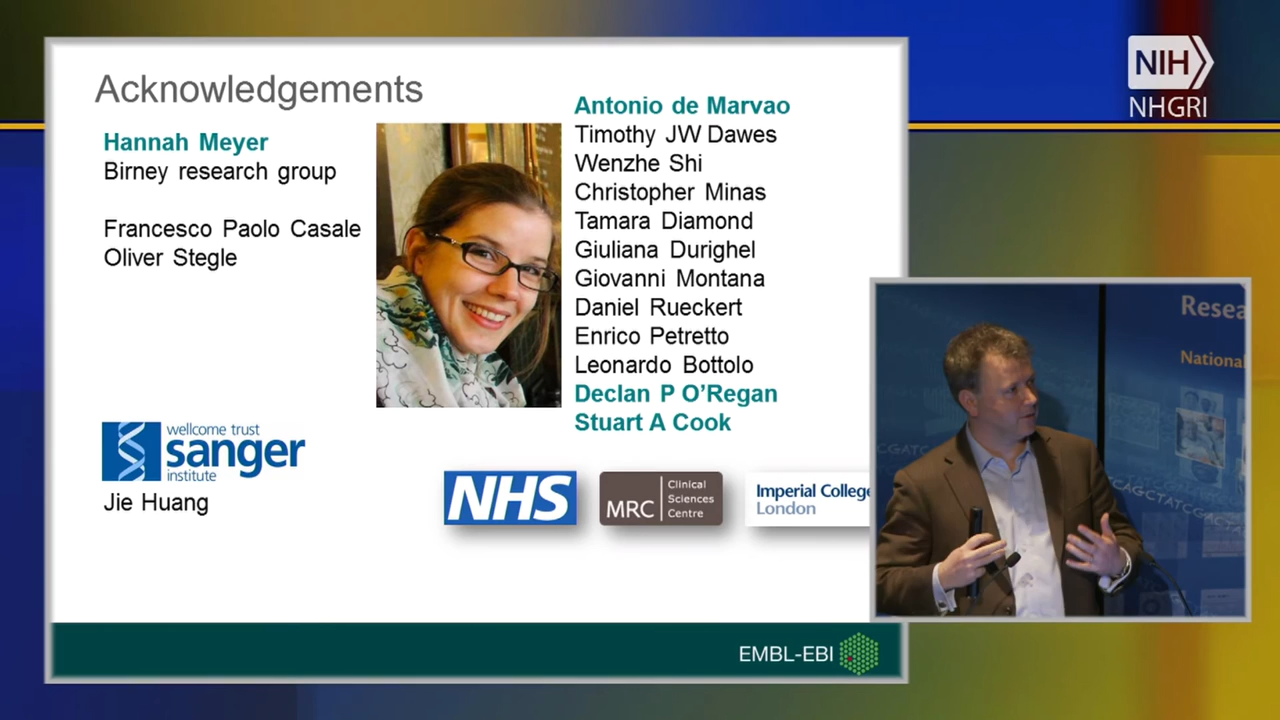 Acknowledgements
Hannah Meyer
Birney research group
Francesco Paolo Casale
Oliver Stegle
wellcome trust
sanger
institute
Jie Huang
Antonio de Marvao
Timothy JW Dawes
Wenzhe Shi
Christopher Minas
Tamara Diamond
Giuliana Durighel
Giovanni Montana
Daniel Rueckert
Enrico Petretto
Leonardo Bottolo
Declan P O'Regan
Stuart A Cook
NHS
MRC
Clinical
Sciences
Centre
Imperial College
London
EMBL-EBI
NIH
NHGRI
Resea
National